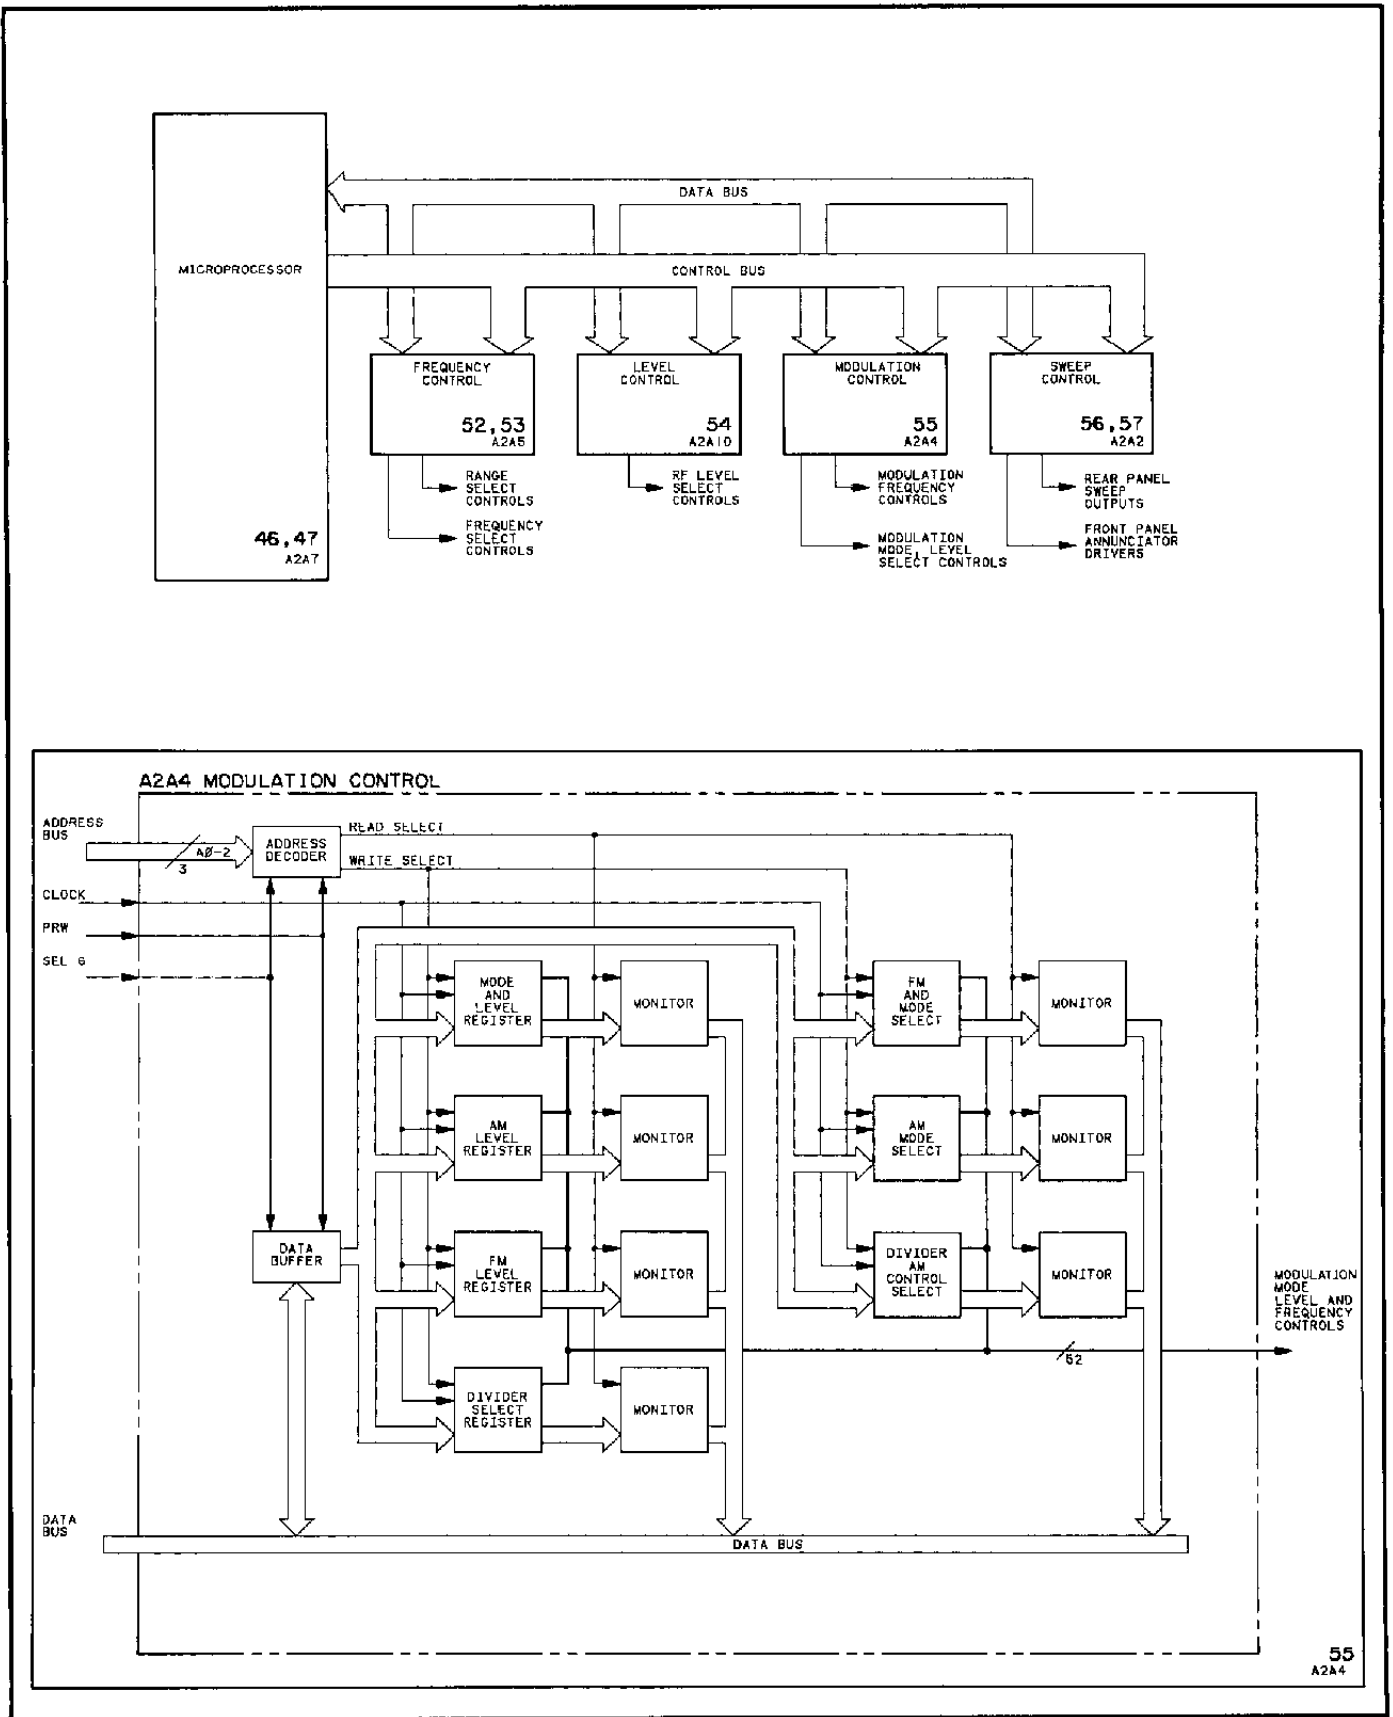 DATA BUS
MICROPROCESSOR
CONTROL BUS
FREQUENCY
CONTROL
52,53
A2A5
LEVEL
CONTROL
54
A2A10
MODULATION
CONTROL
55
A2A4
SWEEP
CONTROL
56,57
A2A2
RANGE
SELECT
CONTROLS
FREQUENCY
SELECT
CONTROLS
RF LEVEL
SELECT
CONTROLS
MODULATION
FREQUENCY
CONTROLS
MODULATION
MODE, LEVEL
SELECT CONTROLS
REAR PANEL
SWEEP
OUTPUTS
FRONT PANEL
ANNUNCIATOR
DRIVERS
46,47
A2A7
A2A4 MODULATION CONTROL
ADDRESS
BUS
AØ-2
3
ADDRESS
DECODER
READ SELECT
WRITE SELECT
CLOCK
PRW
SEL 6
MODE
AND
LEVEL
REGISTER
MONITOR
FM
AND
MODE
SELECT
MONITOR
AM
LEVEL
REGISTER
MONITOR
AM
MODE
SELECT
MONITOR
DATA
BUFFER
FM
LEVEL
REGISTER
MONITOR
DIVIDER
AM
CONTROL
SELECT
MONITOR
MODULATION
MODE
LEVEL AND
FREQUENCY
CONTROLS
52
DIVIDER
SELECT
REGISTER
MONITOR
DATA
BUS
DATA BUS
55
A2A4